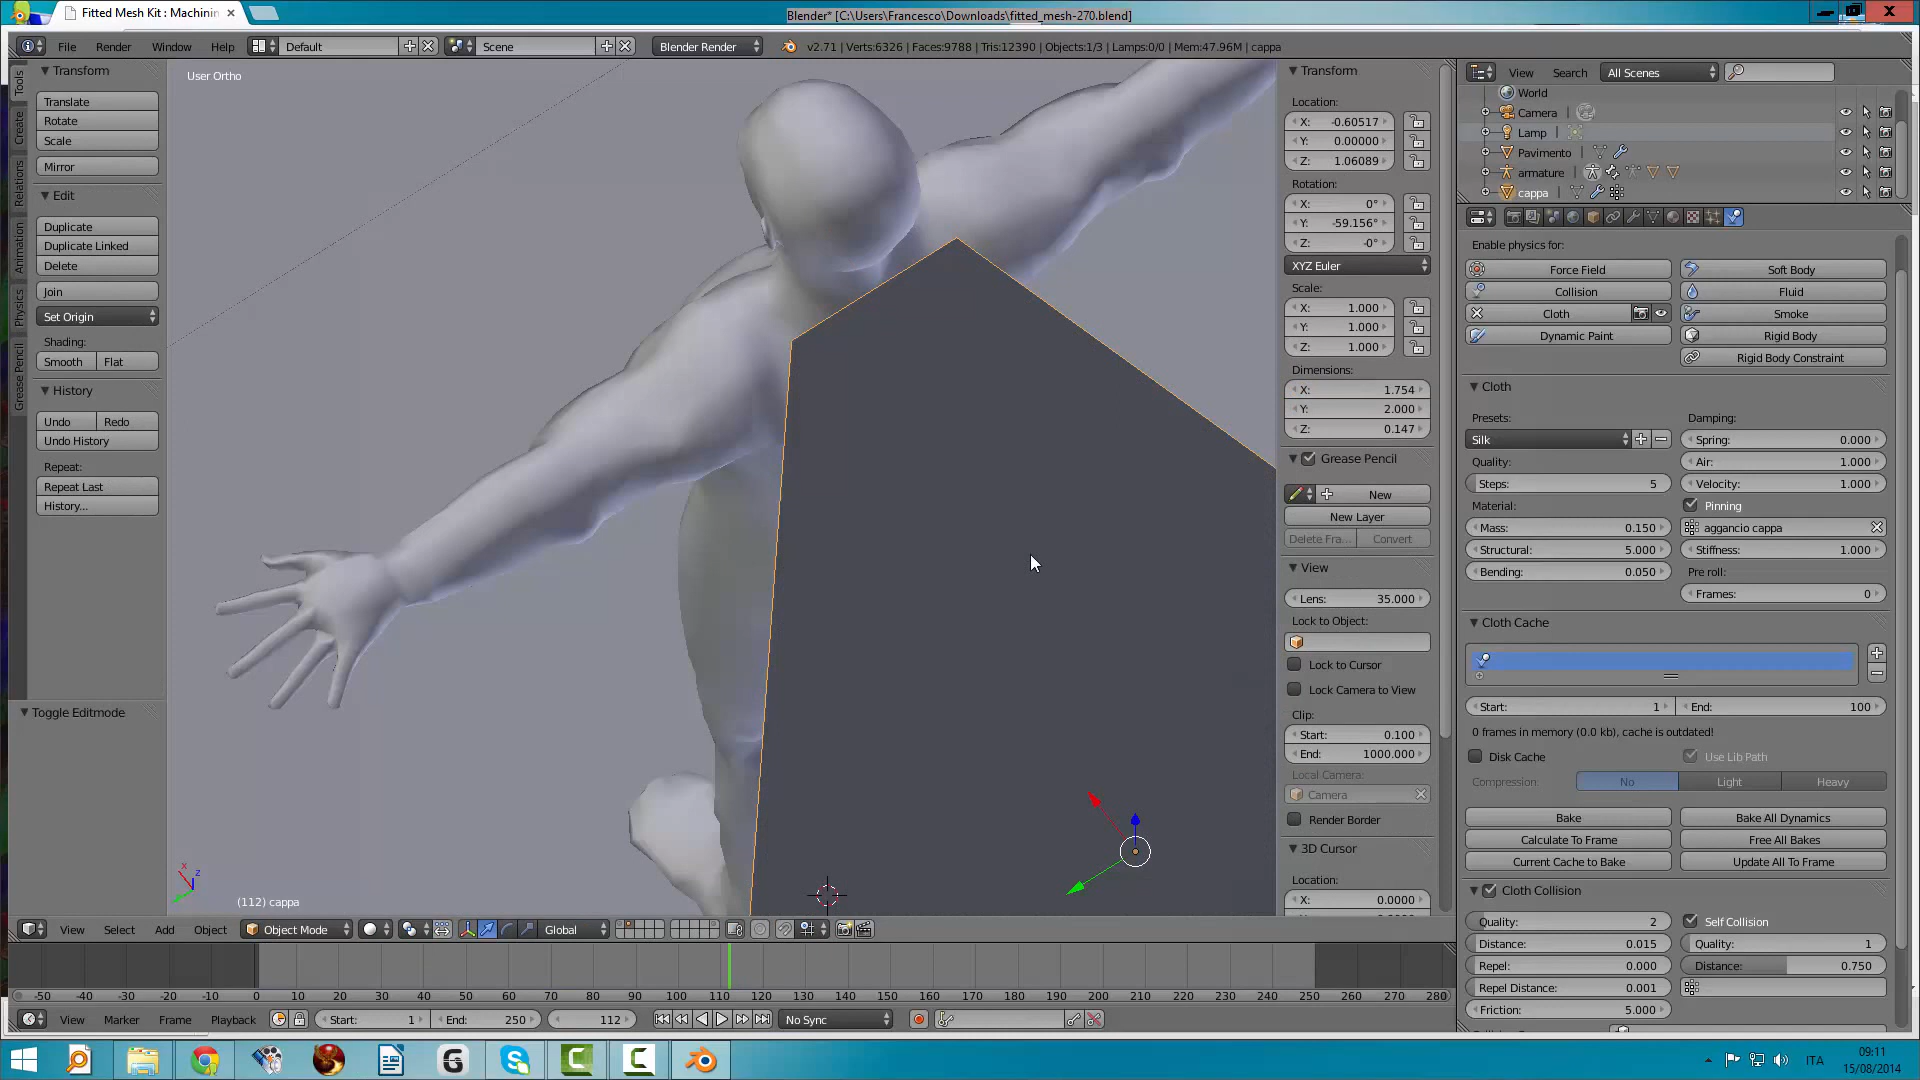 Fitted Mesh Kit : Machinin ×
Blender* [C:\Users\Francesco\Downloads\fitted_mesh-270.blend]
File Render Window Help Default Scene Blender Render v2.71 | Verts:6326 | Faces:9788 | Tris:12390 | Objects:1/3 | Lamps:0/0 | Mem:47.96M | cappa
Tools
Create
Relations
Animation
Physics
Grease Pencil
Transform
Translate
Rotate
Scale
Mirror
Edit
Duplicate
Duplicate Linked
Delete
Join
Set Origin
Shading:
Smooth Flat
History
Undo Redo
Undo History
Repeat:
Repeat Last
History...
Toggle Editmode
User Ortho
x z
(112) cappa
Transform
Location:
X: -0.60517
Y: 0.00000
Z: 1.06089
Rotation:
X: 0°
Y: -59.156°
Z: -0°
XYZ Euler
Scale:
X: 1.000
Y: 1.000
Z: 1.000
Dimensions:
X: 1.754
Y: 2.000
Z: 0.147
Grease Pencil
New
New Layer
Delete Fra... Convert
View
Lens: 35.000
Lock to Object:
Lock to Cursor
Lock Camera to View
Clip:
Start: 0.100
End: 1000.000
Local Camera:
Camera
Render Border
3D Cursor
Location:
X: 0.0000
View Search All Scenes
World
Camera
Lamp
Pavimento
armature
cappa
Enable physics for:
Force Field Soft Body
Collision Fluid
Cloth Smoke
Dynamic Paint Rigid Body
Rigid Body Constraint
Cloth
Presets: Damping:
Silk Spring: 0.000
Quality: Air: 1.000
Steps: 5 Velocity: 1.000
Material: Pinning
Mass: 0.150 aggancio cappa
Structural: 5.000 Stiffness: 1.000
Bending: 0.050 Pre roll:
Frames: 0
Cloth Cache
Start: 1 End: 100
0 frames in memory (0.0 kb), cache is outdated!
Disk Cache Use Lib Path
Compression: No Light Heavy
Bake Bake All Dynamics
Calculate To Frame Free All Bakes
Current Cache to Bake Update All To Frame
Cloth Collision
Quality: 2 Self Collision
Distance: 0.015 Quality: 1
Repel: 0.000 Distance: 0.750
Repel Distance: 0.001
Friction: 5.000
View Select Add Object Object Mode Global
-50 -40 -30 -20 -10 0 10 20 30 40 50 60 70 80 90 100 110 120 130 140 150 160 170 180 190 200 210 220 230 240 250 260 270 280
View Marker Frame Playback Start: 1 End: 250 112 No Sync
ITA
09:11
15/08/2014